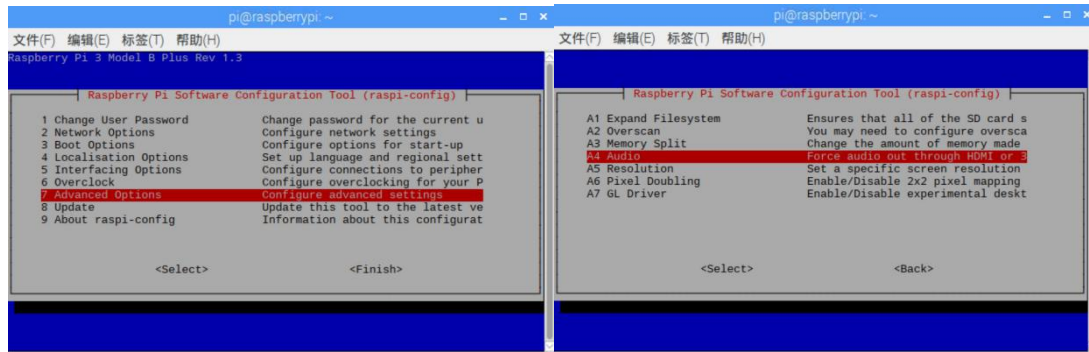 pi@raspberrypi: ~
文件(F) 编辑(E) 标签(T) 帮助(H)
Raspberry Pi 3 Model B Plus Rev 1.3
Raspberry Pi Software Configuration Tool (raspi-config)
1 Change User Password Change password for the current u
2 Network Options Configure network settings
3 Boot Options Configure options for start-up
4 Localisation Options Set up language and regional sett
5 Interfacing Options Configure connections to peripher
6 Overclock Configure overclocking for your P
7 Advanced Options Configure advanced settings
8 Update Update this tool to the latest ve
9 About raspi-config Information about this configurat
<Select> <Finish>
pi@raspberrypi: ~
文件(F) 编辑(E) 标签(T) 帮助(H)
Raspberry Pi Software Configuration Tool (raspi-config)
A1 Expand Filesystem Ensures that all of the SD card s
A2 Overscan You may need to configure oversca
A3 Memory Split Change the amount of memory made
A4 Audio Force audio out through HDMI or 3
A5 Resolution Set a specific screen resolution
A6 Pixel Doubling Enable/Disable 2x2 pixel mapping
A7 GL Driver Enable/Disable experimental deskt
<Select> <Back>